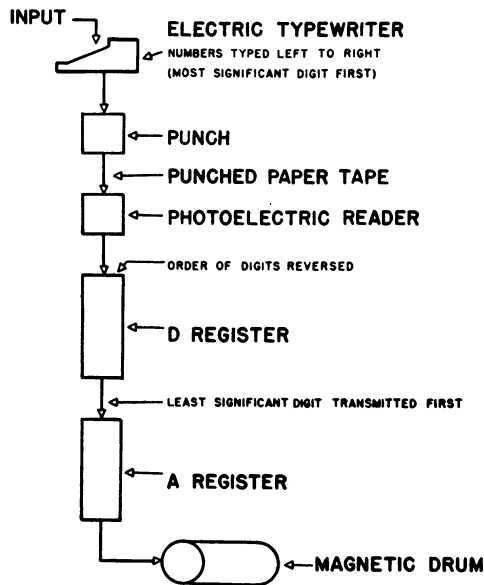 INPUT
ELECTRIC TYPEWRITER
NUMBERS TYPED LEFT TO RIGHT
(MOST SIGNIFICANT DIGIT FIRST)
PUNCH
PUNCHED PAPER TAPE
PHOTOELECTRIC READER
ORDER OF DIGITS REVERSED
D REGISTER
LEAST SIGNIFICANT DIGIT TRANSMITTED FIRST
A REGISTER
MAGNETIC DRUM